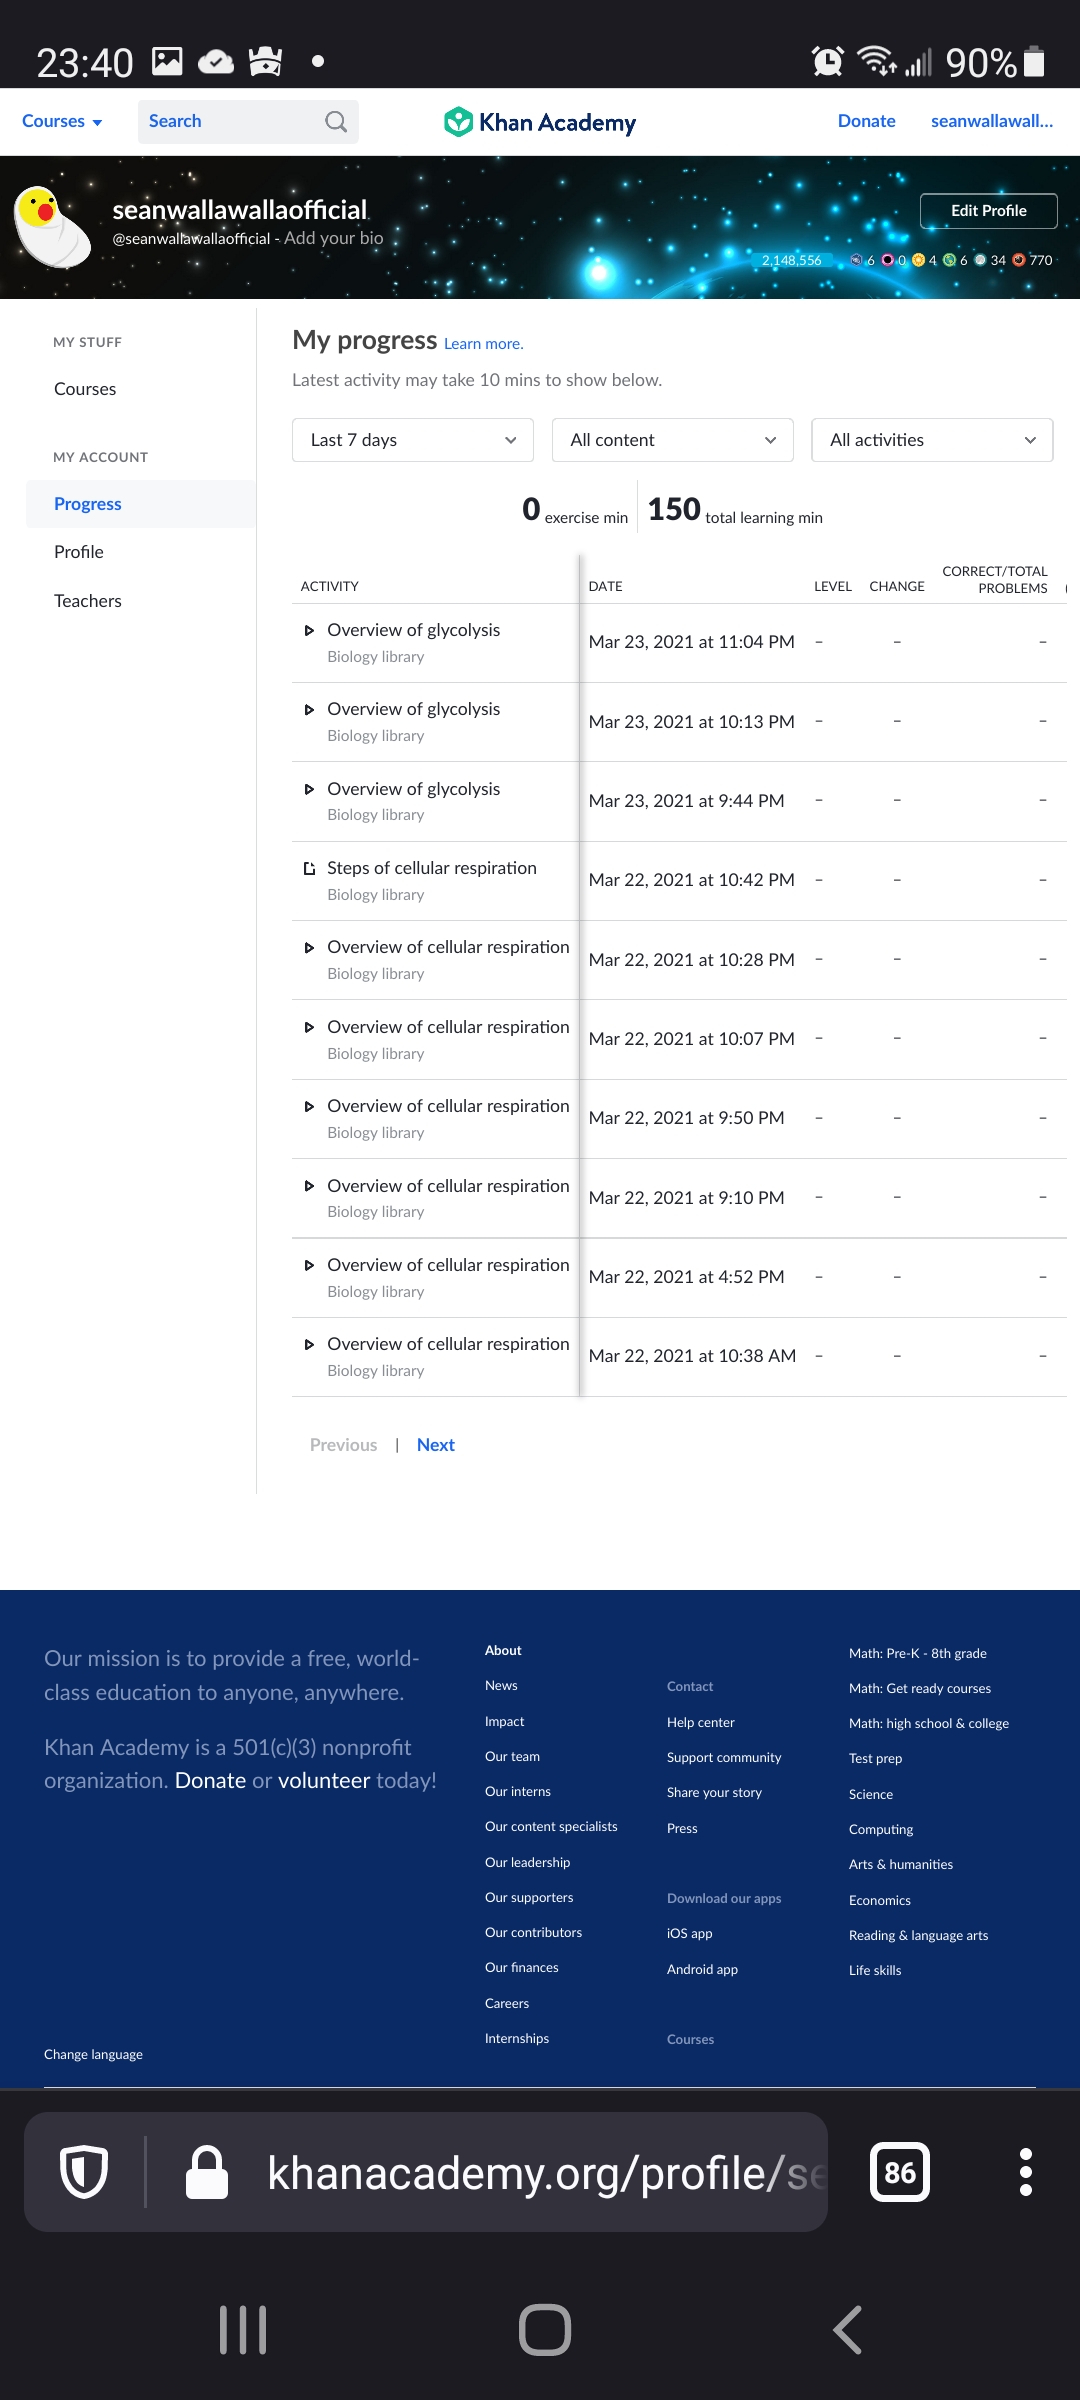 23:40 90%
Courses Search Khan Academy Donate seanwallawall...
seanwallawallaofficial
@seanwallawallaofficial - Add your bio
Edit Profile
2,148,556 6 0 4 6 34 770
MY STUFF
Courses
MY ACCOUNT
Progress
Profile
Teachers
My progress Learn more.
Latest activity may take 10 mins to show below.
Last 7 days All content All activities
0 exercise min 150 total learning min
ACTIVITY DATE LEVEL CHANGE CORRECT/TOTAL PROBLEMS
Overview of glycolysis Mar 23, 2021 at 11:04 PM – – –
Biology library
Overview of glycolysis Mar 23, 2021 at 10:13 PM – – –
Biology library
Overview of glycolysis Mar 23, 2021 at 9:44 PM – – –
Biology library
Steps of cellular respiration Mar 22, 2021 at 10:42 PM – – –
Biology library
Overview of cellular respiration Mar 22, 2021 at 10:28 PM – – –
Biology library
Overview of cellular respiration Mar 22, 2021 at 10:07 PM – – –
Biology library
Overview of cellular respiration Mar 22, 2021 at 9:50 PM – – –
Biology library
Overview of cellular respiration Mar 22, 2021 at 9:10 PM – – –
Biology library
Overview of cellular respiration Mar 22, 2021 at 4:52 PM – – –
Biology library
Overview of cellular respiration Mar 22, 2021 at 10:38 AM – – –
Biology library
Previous | Next
Our mission is to provide a free, world-
class education to anyone, anywhere.
Khan Academy is a 501(c)(3) nonprofit
organization. Donate or volunteer today!
About
News
Impact
Our team
Our interns
Our content specialists
Our leadership
Our supporters
Our contributors
Our finances
Careers
Internships
Contact
Help center
Support community
Share your story
Press
Download our apps
iOS app
Android app
Courses
Math: Pre-K - 8th grade
Math: Get ready courses
Math: high school & college
Test prep
Science
Computing
Arts & humanities
Economics
Reading & language arts
Life skills
Change language
khanacademy.org/profile/se
86